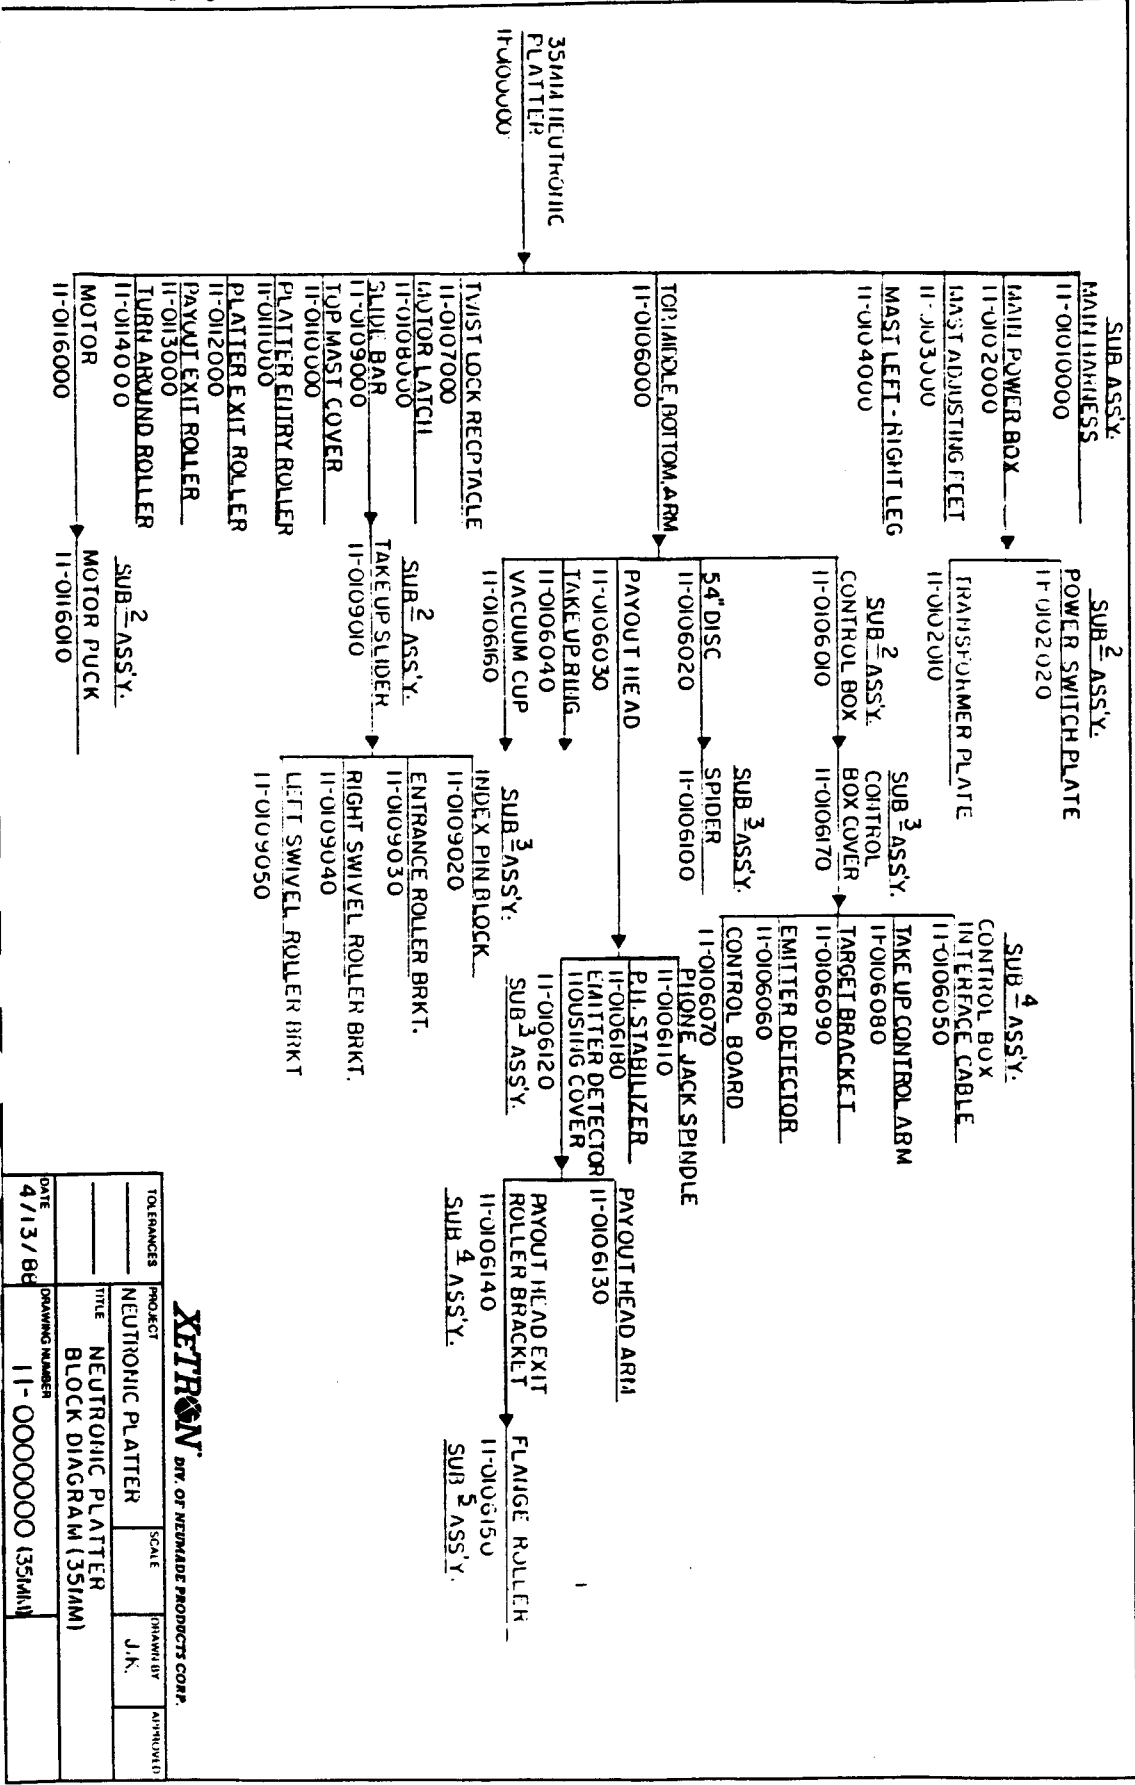 35MM NEUTRONIC
PLATTER
11-0100000
SUB ASS'Y.
MAIN HARNESS
11-0101000
MAIN POWER BOX
11-0102000
MAST ADJUSTING FEET
11-0103000
MAST LEFT-RIGHT LEG
11-0104000
TOP, MIDDLE, BOTTOM, ARM
11-0106000
TWIST LOCK RECPTACLE
11-0107000
MOTOR LATCH
11-0108000
SLIDE BAR
11-0109000
TOP MAST COVER
11-0110000
PLATTER ENTRY ROLLER
11-0111000
PLATTER EXIT ROLLER
11-0112000
PAYOUT EXIT ROLLER
11-0113000
TURN AROUND ROLLER
11-0114000
MOTOR
11-0116000
SUB 2 ASS'Y.
POWER SWITCH PLATE
11-0102020
TRANSFORMER PLATE
11-0102010
SUB 2 ASS'Y.
CONTROL BOX
11-0106010
54" DISC
11-0106020
PAYOUT HEAD
11-0106030
TAKE UP RING
11-0106040
VACUUM CUP
11-0106160
SUB 2 ASS'Y.
TAKE UP SLIDER
11-0109010
SUB 2 ASS'Y.
MOTOR PUCK
11-0116010
SUB 3 ASS'Y.
CONTROL
BOX COVER
11-0106170
SUB 3 ASS'Y.
SPIDER
11-0106100
SUB 3 ASS'Y.
INDEX PIN BLOCK
11-0109020
ENTRANCE ROLLER BRKT.
11-0109030
RIGHT SWIVEL ROLLER BRKT.
11-0109040
LEFT SWIVEL ROLLER BRKT
11-0109050
SUB 4 ASS'Y.
CONTROL BOX
INTERFACE CABLE
11-0106050
TAKE UP CONTROL ARM
11-0106080
TARGET BRACKET
11-0106090
EMITTER DETECTOR
11-0106060
CONTROL BOARD
11-0106070
PHONE JACK SPINDLE
11-0106110
P.H. STABILIZER
11-0106180
EMITTER DETECTOR
HOUSING COVER
11-0106120
SUB 3 ASS'Y.
PAYOUT HEAD ARM
11-0106130
PAYOUT HEAD EXIT
ROLLER BRACKET
11-0106140
SUB 4 ASS'Y.
FLANGE ROLLER
11-0106150
SUB 5 ASS'Y.
XETRON DIV. OF NEUMADE PRODUCTS CORP.
TOLERANCES
PROJECT
NEUTRONIC PLATTER
SCALE
DRAWN BY
J.K.
APPROVED
TITLE
NEUTRONIC PLATTER
BLOCK DIAGRAM (35MM)
DATE
4/13/88
DRAWING NUMBER
11-0000000 (35MM)